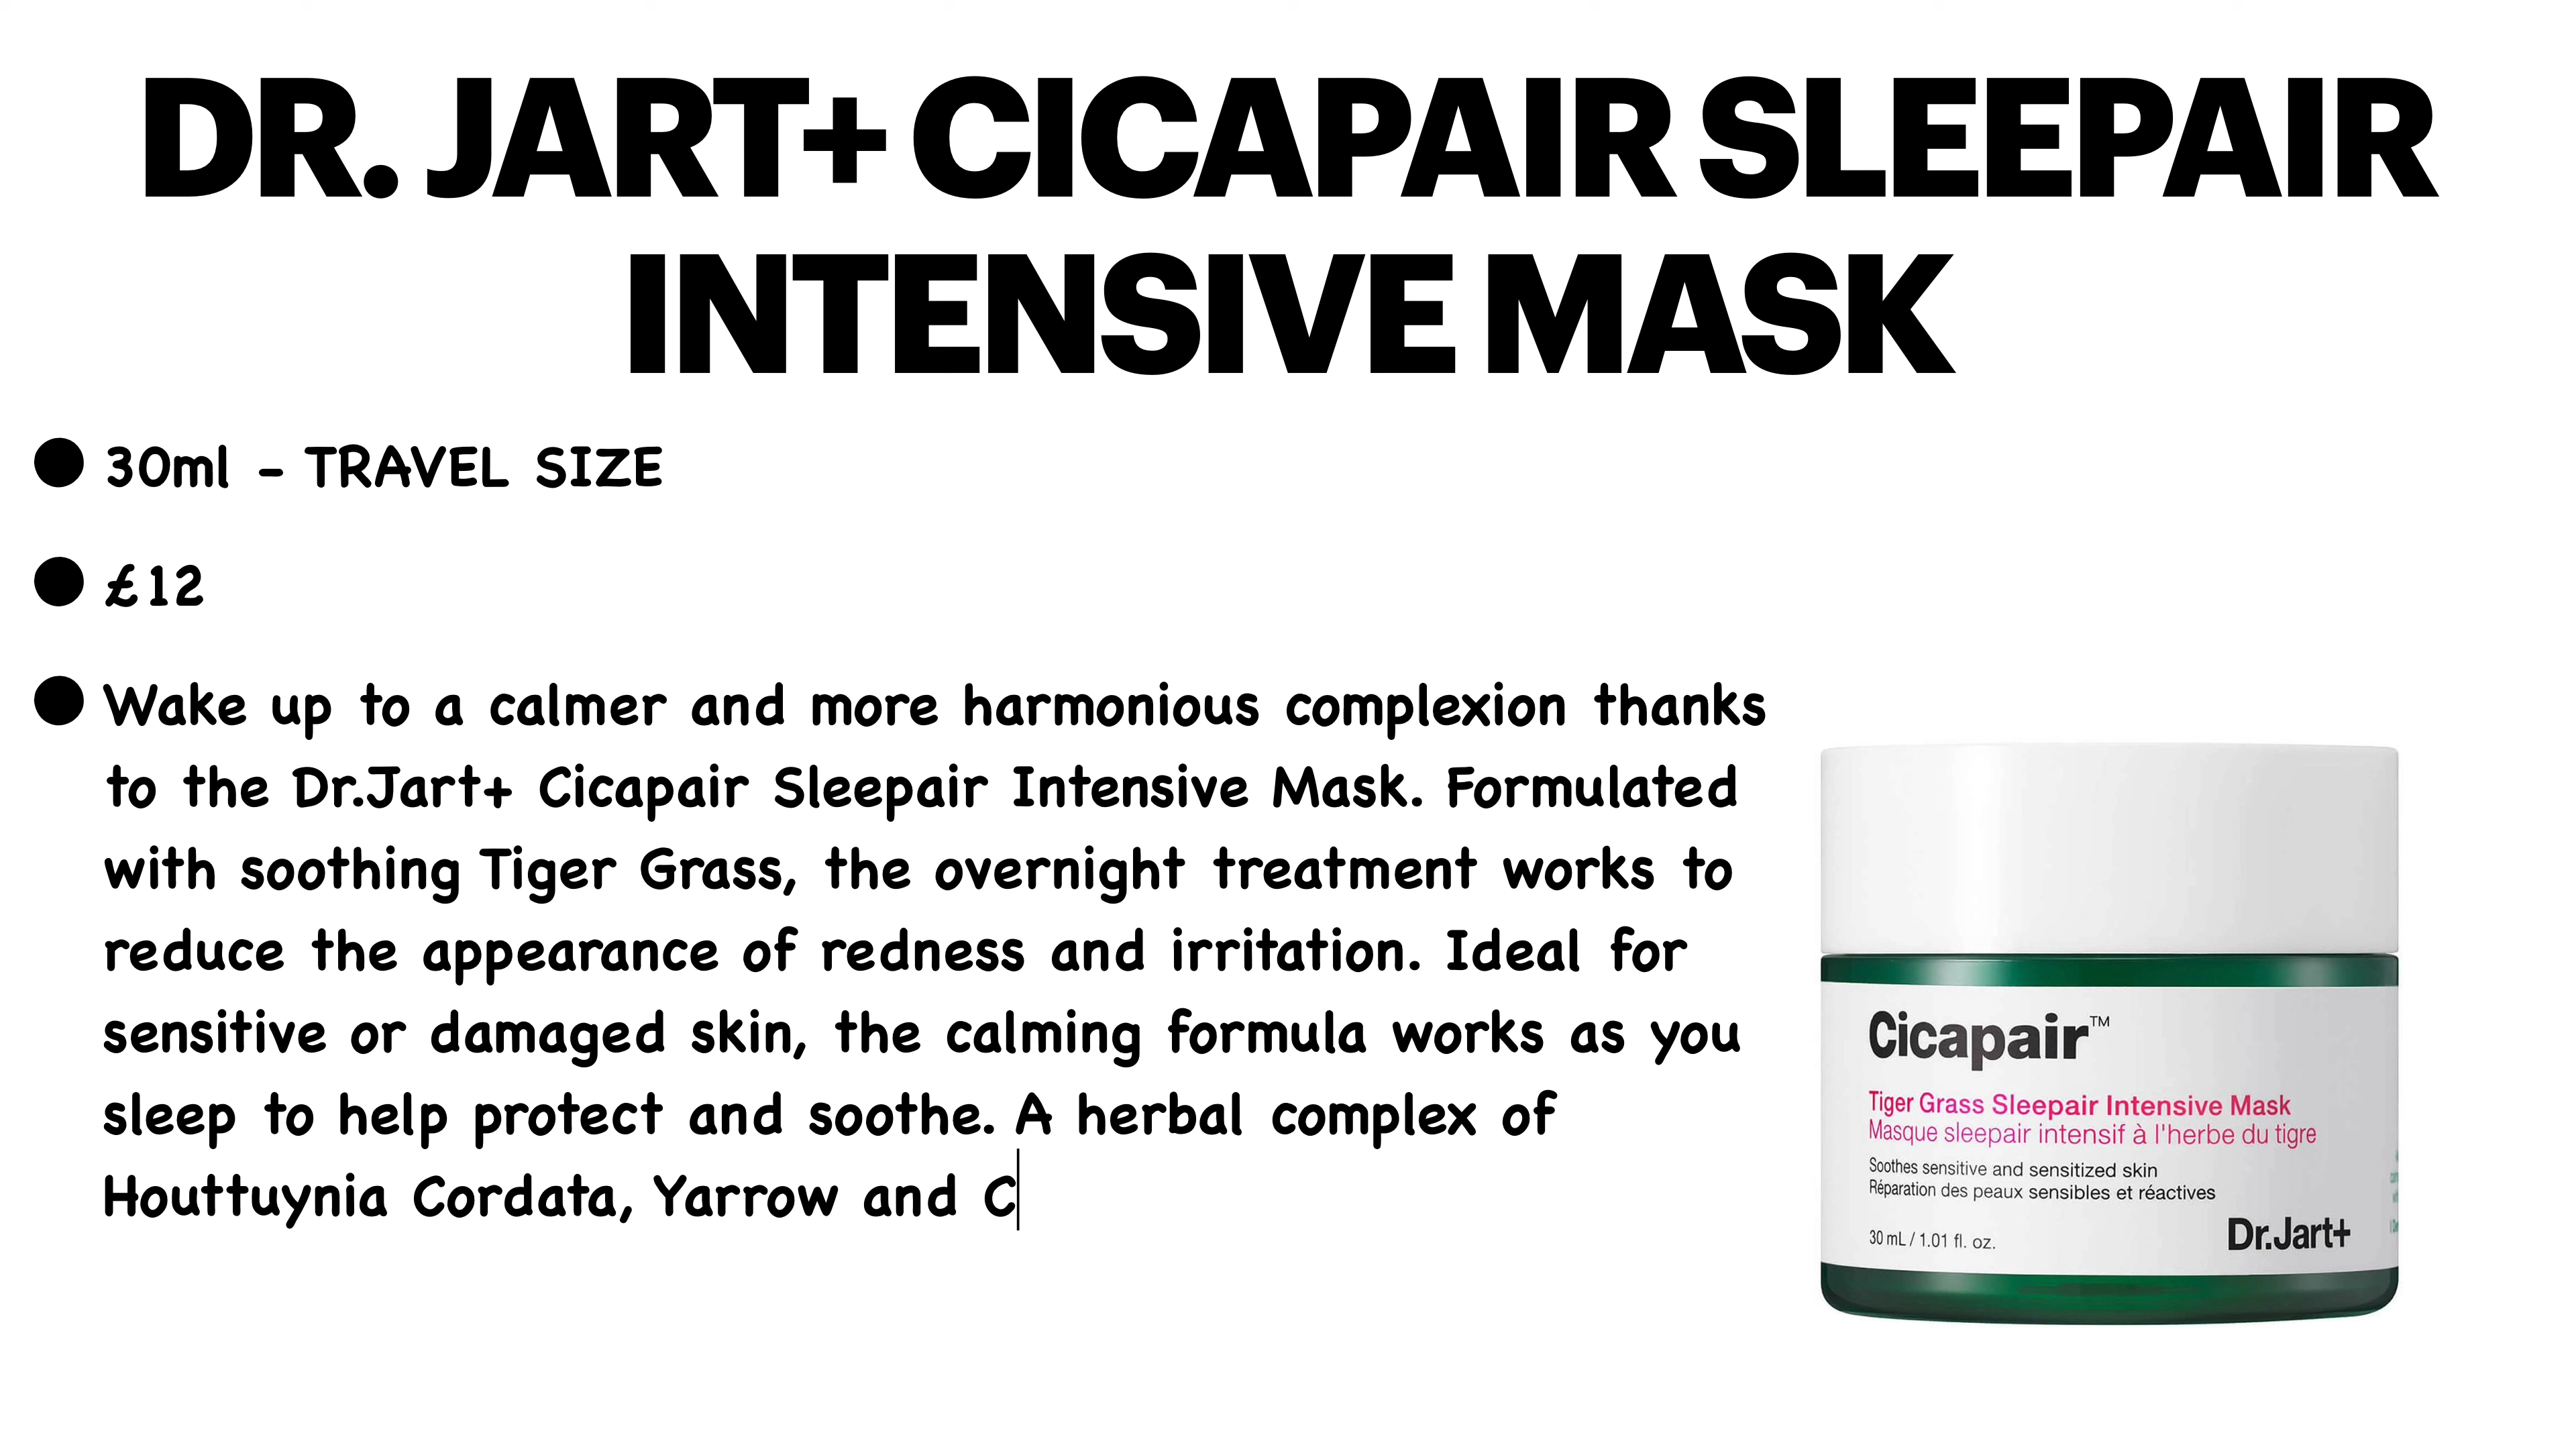 DR. JART+ CICAPAIR SLEEPAIR
INTENSIVE MASK
● 30ml - TRAVEL SIZE
● £12
● Wake up to a calmer and more harmonious complexion thanks
to the Dr.Jart+ Cicapair Sleepair Intensive Mask. Formulated
with soothing Tiger Grass, the overnight treatment works to
reduce the appearance of redness and irritation. Ideal for
sensitive or damaged skin, the calming formula works as you
sleep to help protect and soothe. A herbal complex of
Houttuynia Cordata, Yarrow and C
Cicapair™
Tiger Grass Sleepair Intensive Mask
Masque sleepair intensif à l'herbe du tigre
Soothes sensitive and sensitized skin
Réparation des peaux sensibles et réactives
30 mL / 1.01 fl. oz.
Dr.Jart+